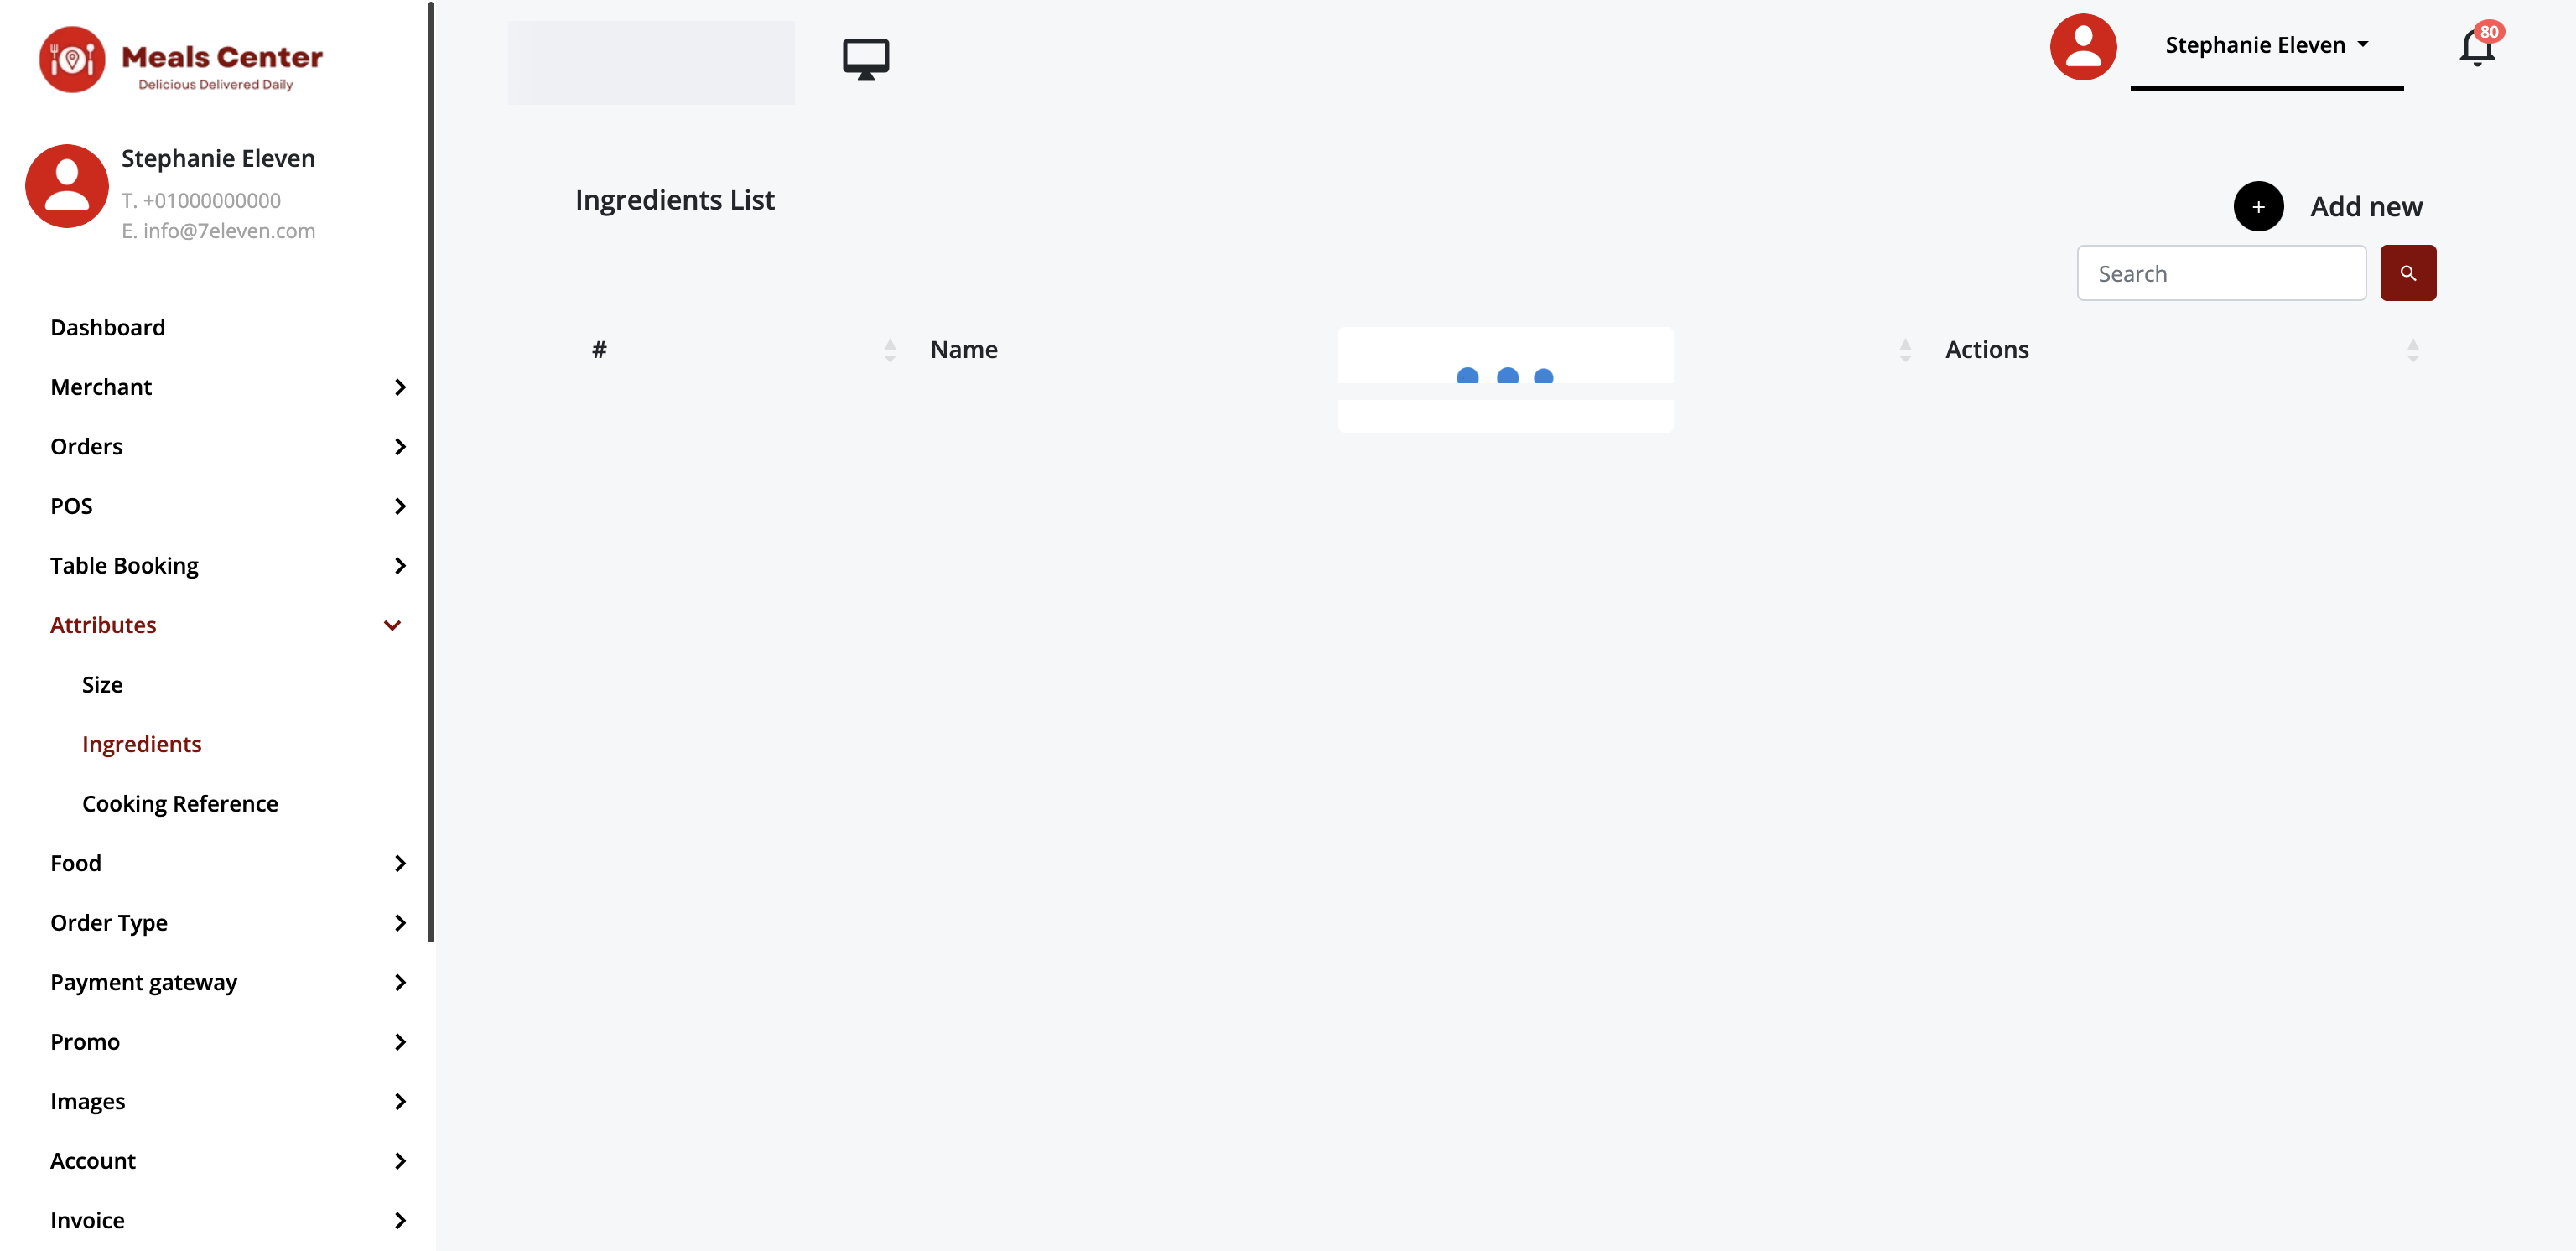 Meals Center
Delicious Delivered Daily
Stephanie Eleven
T. +01000000000
E. info@7eleven.com
Dashboard
Merchant
Orders
POS
Table Booking
Attributes
Size
Ingredients
Cooking Reference
Food
Order Type
Payment gateway
Promo
Images
Account
Invoice
Stephanie Eleven
80
Ingredients List
+ Add new
Search
# Name Actions